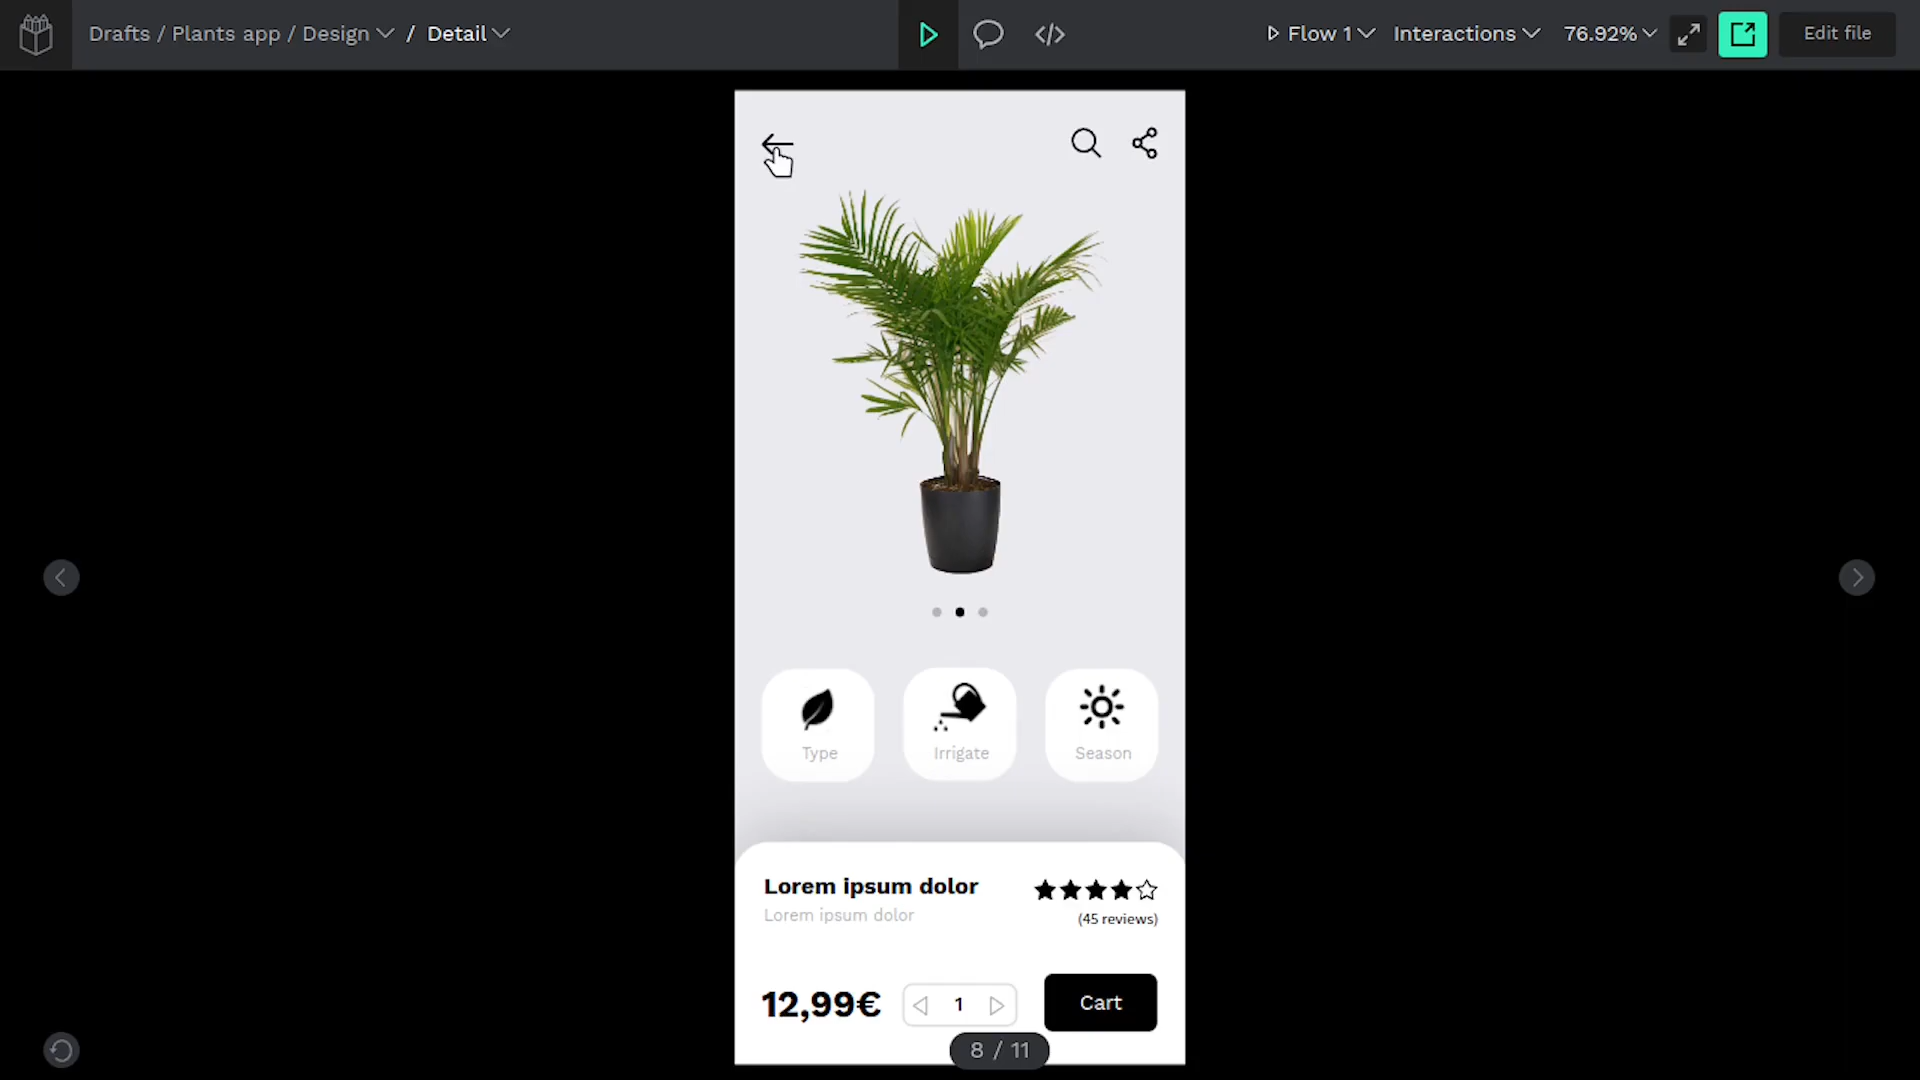 Drafts / Plants app / Design / Detail
Flow 1 Interactions 76.92% Edit file
Type Irrigate Season
Lorem ipsum dolor
Lorem ipsum dolor
(45 reviews)
12,99€ 1 Cart
8 / 11